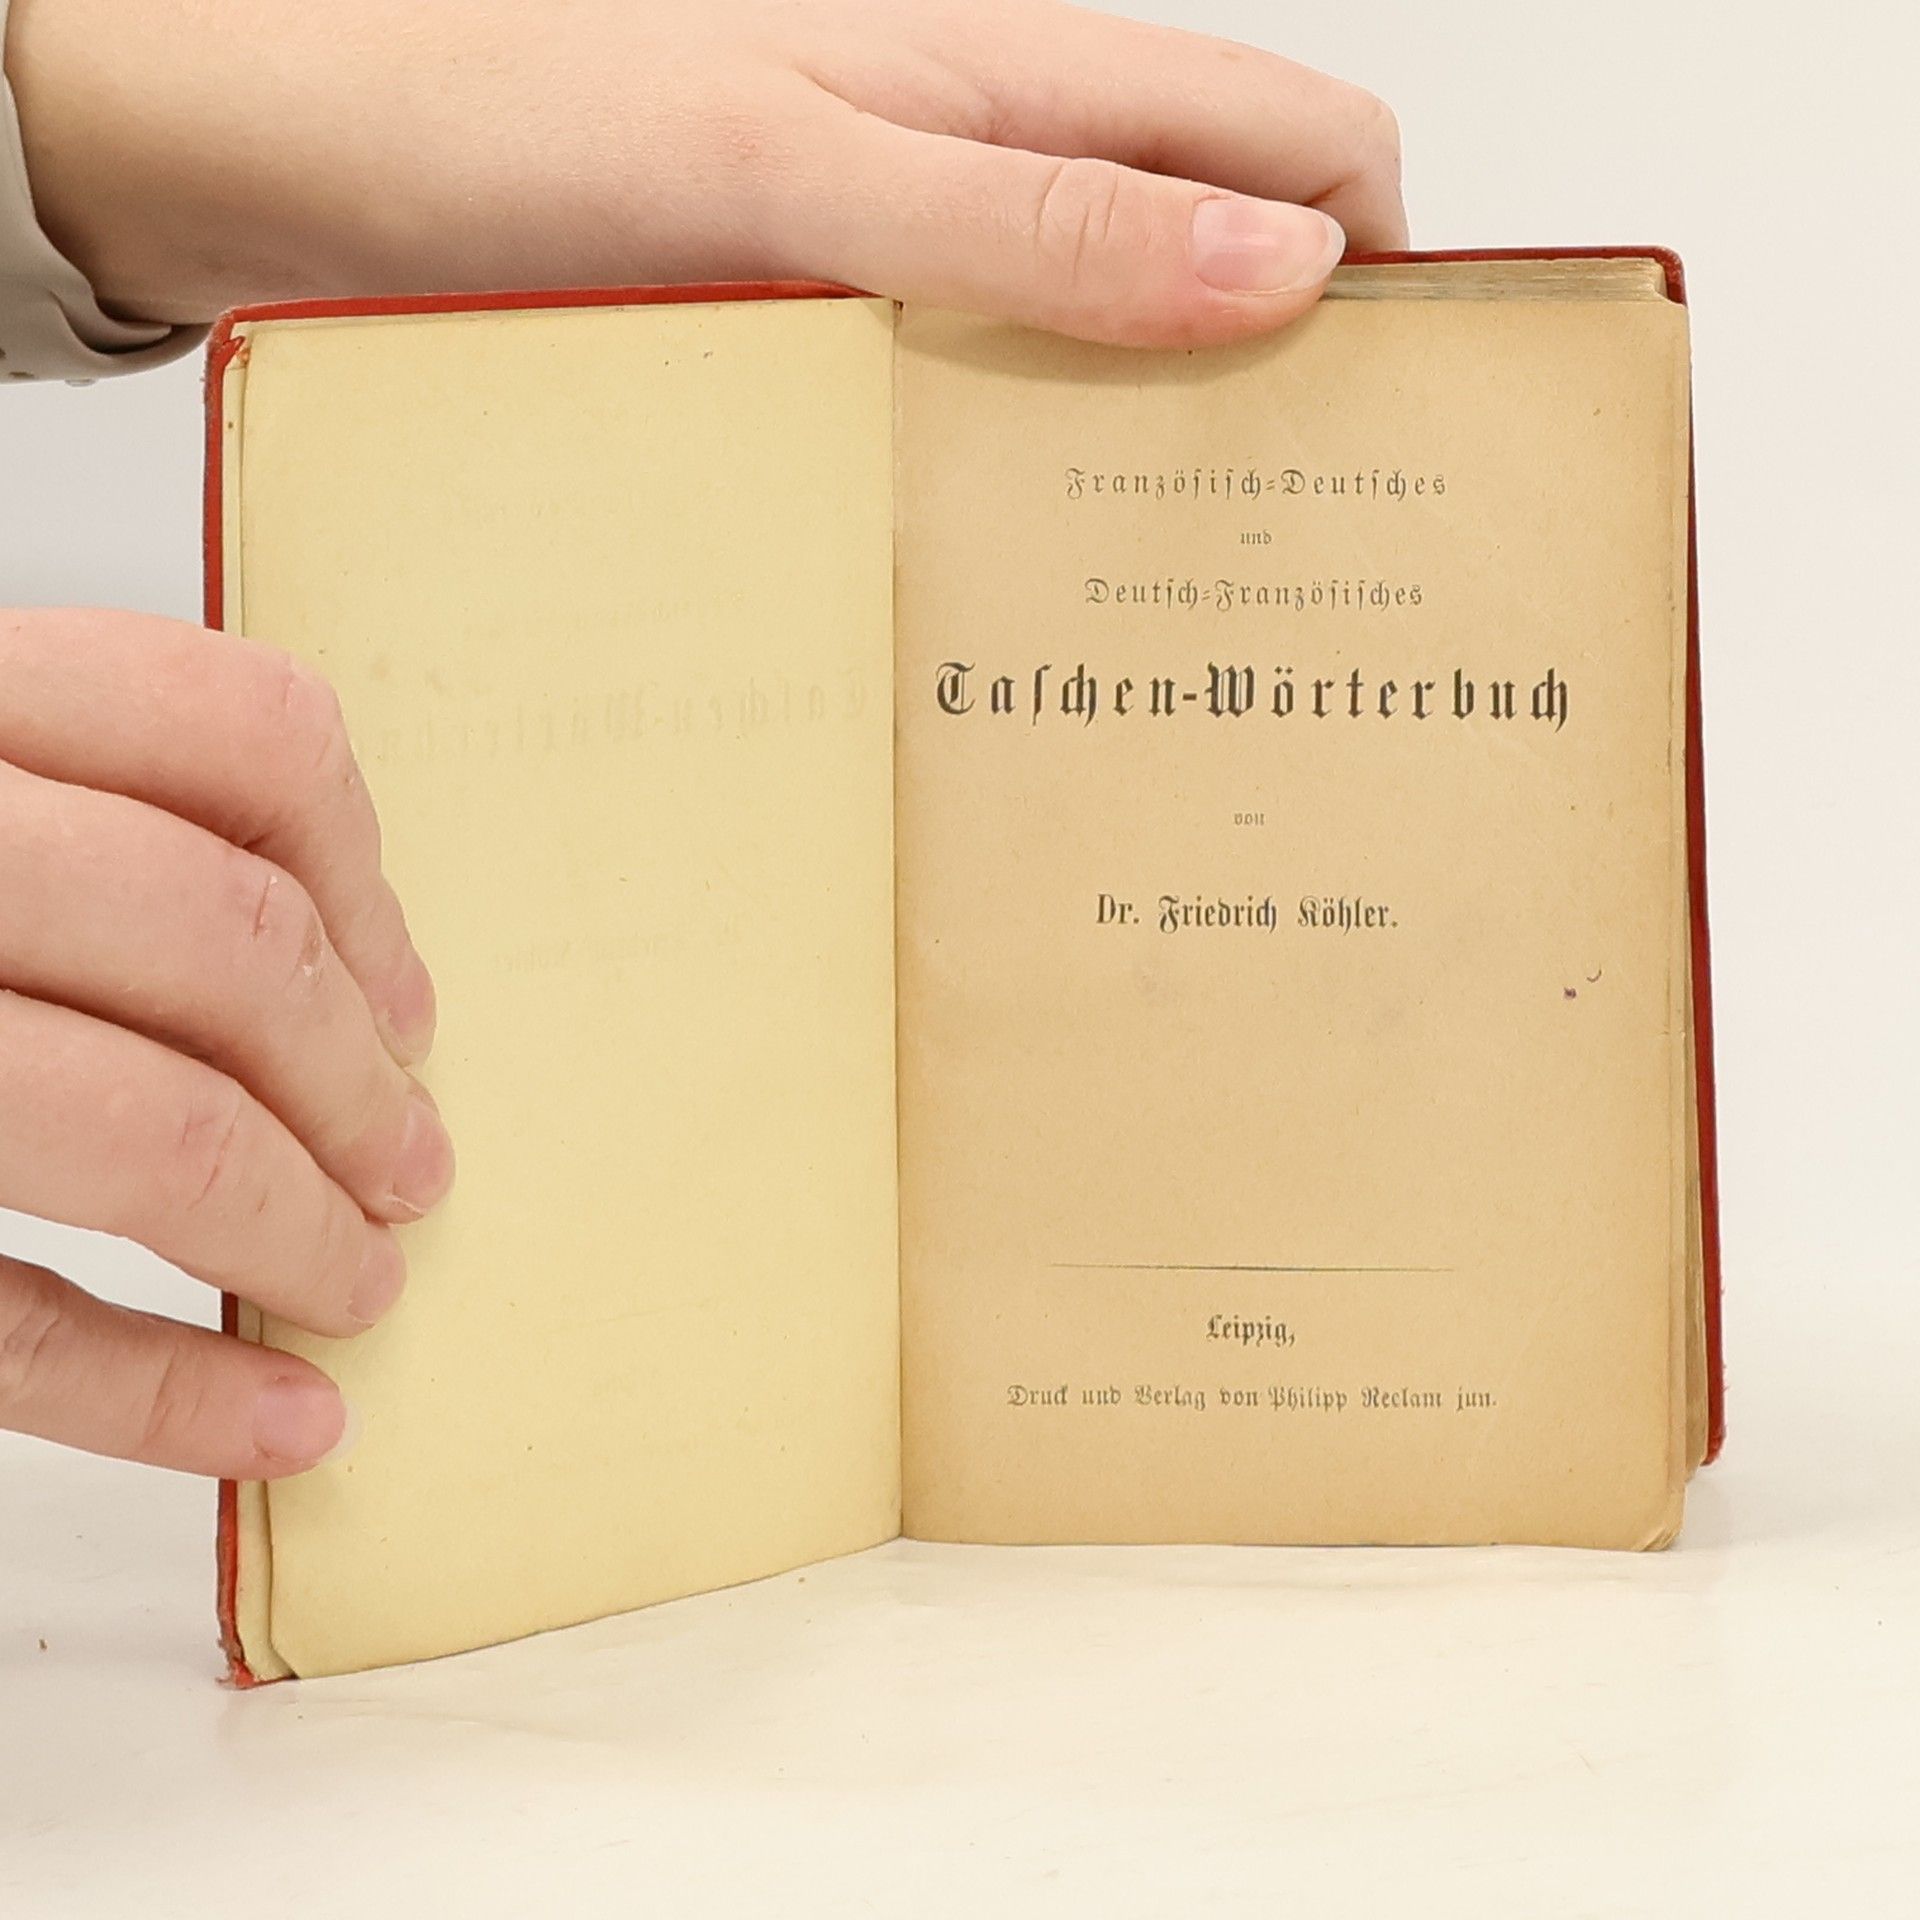 Franzöſiſch-Deutſches
und
Deutſch-Franzöſiſches
Taſchen-Wörterbuch
von
Dr. Friedrich Köhler.
Leipzig,
Druck und Verlag von Philipp Reclam jun.